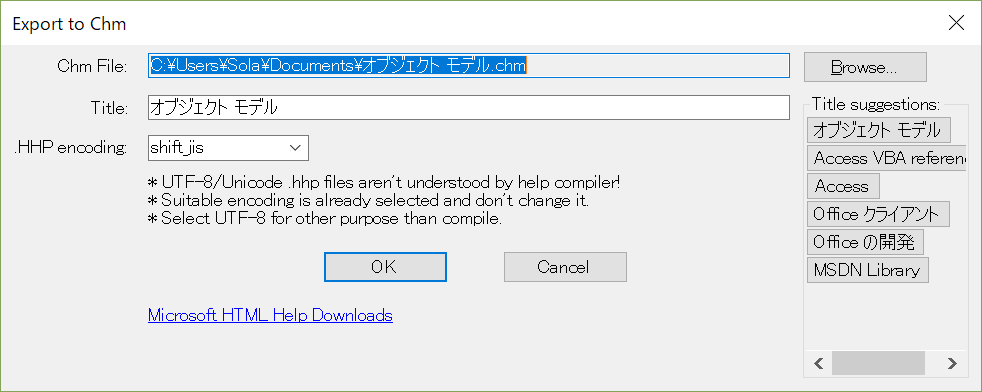 Export to Chm
Chm File:
C:¥Users¥Sola¥Documents¥オブジェクト モデル.chm
Browse...
Title:
オブジェクト モデル
.HHP encoding:
shift_jis
* UTF-8/Unicode .hhp files aren't understood by help compiler!
* Suitable encoding is already selected and don't change it.
* Select UTF-8 for other purpose than compile.
OK
Cancel
Microsoft HTML Help Downloads
Title suggestions:
オブジェクト モデル
Access VBA referen
Access
Office クライアント
Office の開発
MSDN Library